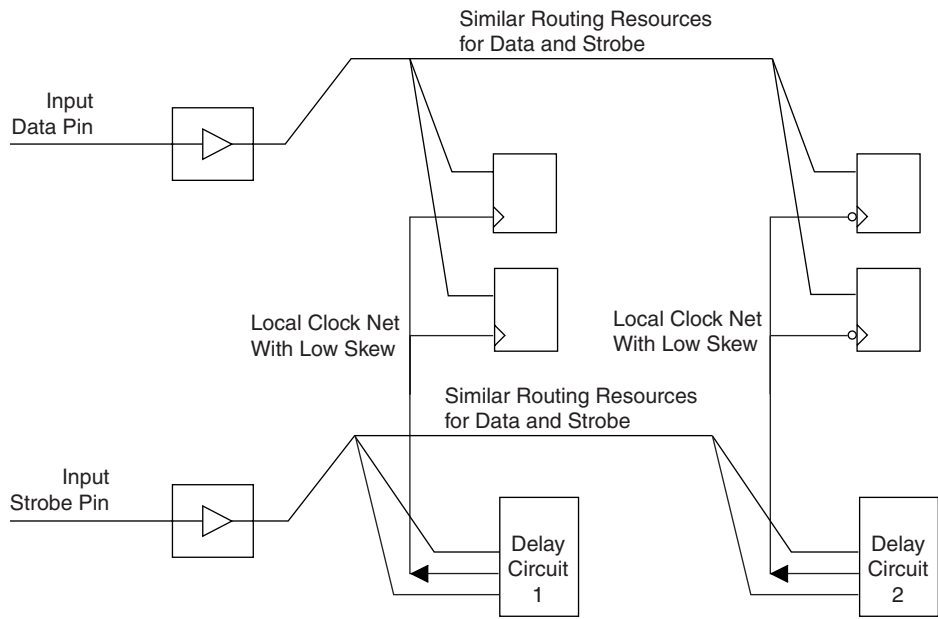 Similar Routing Resources
for Data and Strobe
Input
Data Pin
Local Clock Net
With Low Skew
Local Clock Net
With Low Skew
Similar Routing Resources
for Data and Strobe
Input
Strobe Pin
Delay
Circuit
1
Delay
Circuit
2